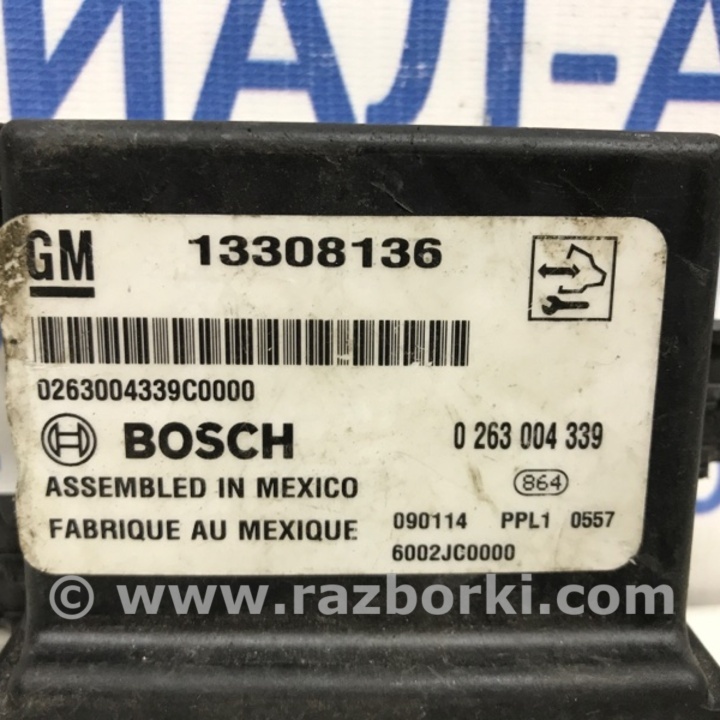 ИАЛ-А
GM 13308136
0263004339C0000
BOSCH 0 263 004 339
ASSEMBLED IN MEXICO 864
FABRIQUE AU MEXIQUE 090114 PPL1 0557
6002JC0000
© www.razborki.com